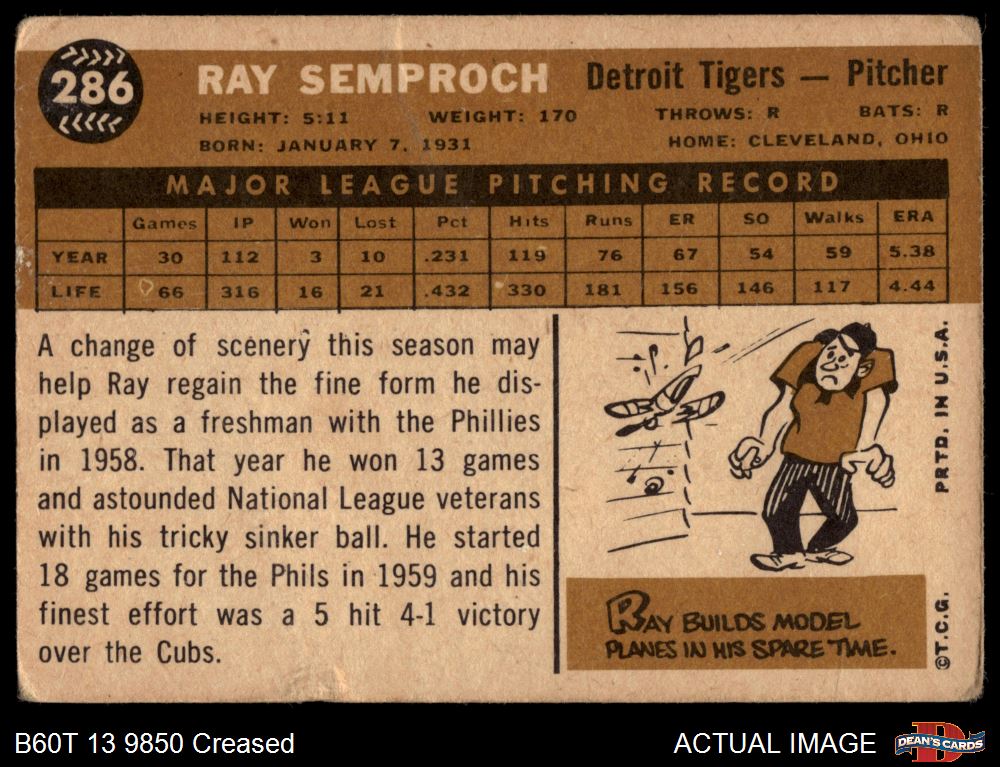 286
RAY SEMPROCH Detroit Tigers — Pitcher
HEIGHT: 5:11 WEIGHT: 170 THROWS: R BATS: R
BORN: JANUARY 7, 1931 HOME: CLEVELAND, OHIO
MAJOR LEAGUE PITCHING RECORD
Games IP Won Lost Pct Hits Runs ER SO Walks ERA
YEAR 30 112 3 10 .231 119 76 67 54 59 5.38
LIFE 66 316 16 21 .432 330 181 156 146 117 4.44
A change of scenery this season may
help Ray regain the fine form he dis-
played as a freshman with the Phillies
in 1958. That year he won 13 games
and astounded National League veterans
with his tricky sinker ball. He started
18 games for the Phils in 1959 and his
finest effort was a 5 hit 4-1 victory
over the Cubs.
RAY BUILDS MODEL
PLANES IN HIS SPARE TIME.
©T.C.G. PRTD. IN U.S.A.
B60T 13 9850 Creased
ACTUAL IMAGE
D
DEAN'S CARDS